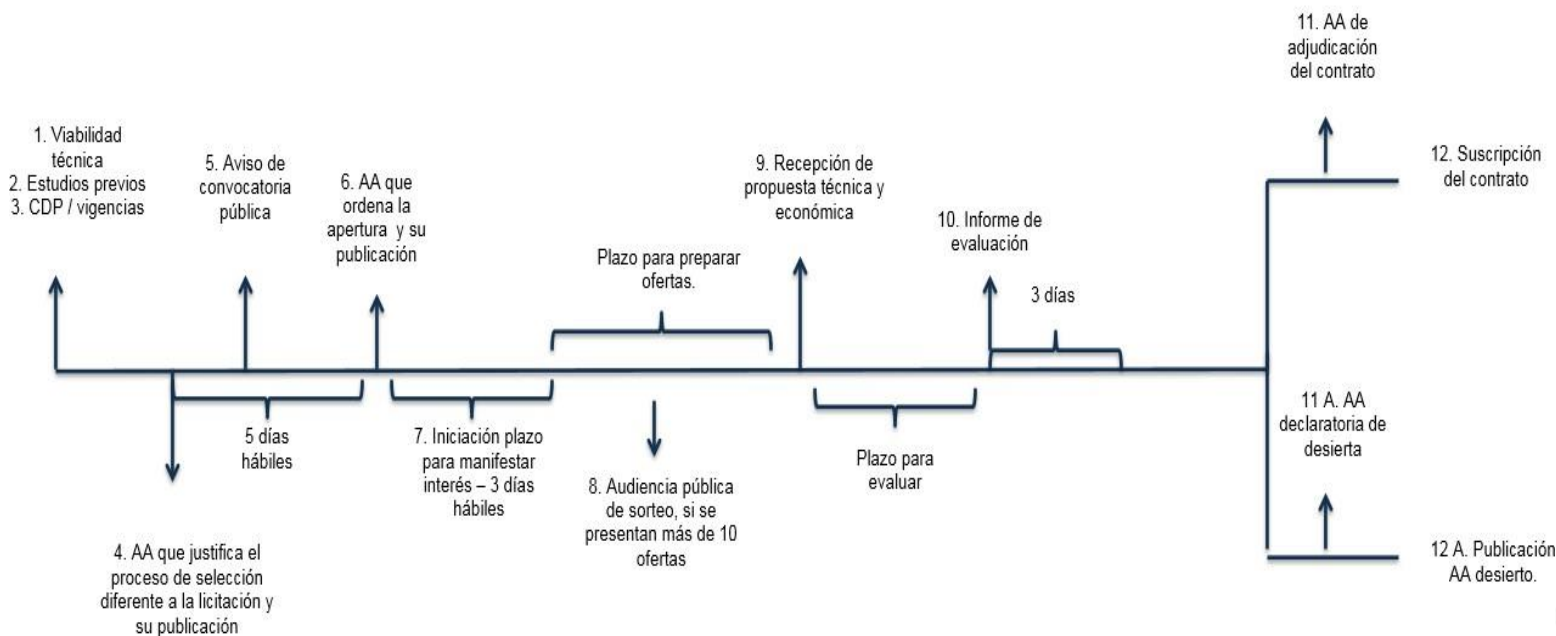 1. Viabilidad
técnica
2. Estudios previos
3. CDP / vigencias
4. AA que justifica el
proceso de selección
diferente a la licitación y
su publicación
5. Aviso de
convocatoria
pública
5 días
hábiles
6. AA que
ordena la
apertura y su
publicación
7. Iniciación plazo
para manifestar
interés – 3 días
hábiles
Plazo para preparar
ofertas.
8. Audiencia pública
de sorteo, si se
presentan más de 10
ofertas
9. Recepción de
propuesta técnica y
económica
Plazo para
evaluar
10. Informe de
evaluación
3 días
11. AA de
adjudicación
del contrato
12. Suscripción
del contrato
11 A. AA
declaratoria de
desierta
12 A. Publicación
AA desierto.